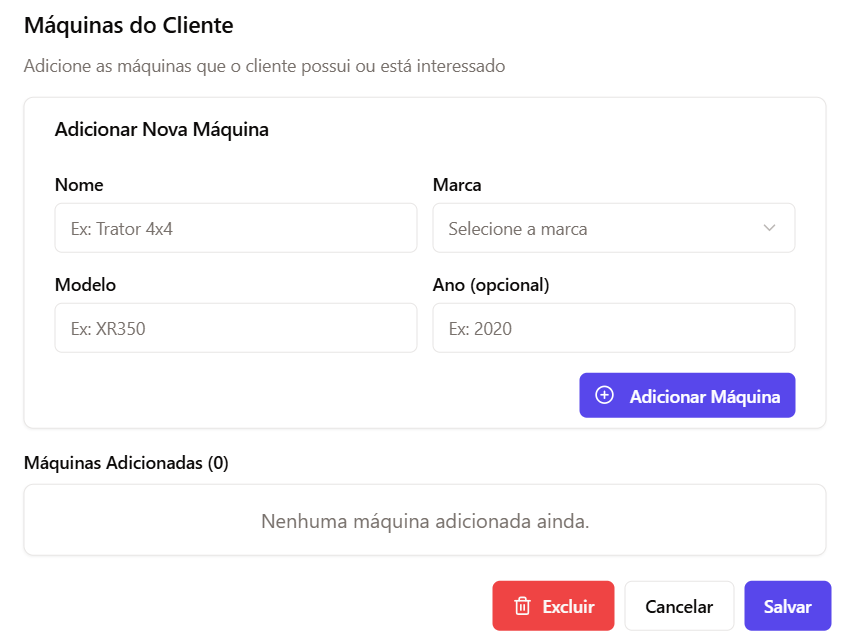 Máquinas do Cliente
Adicione as máquinas que o cliente possui ou está interessado
Adicionar Nova Máquina
Nome
Marca
Ex: Trator 4x4
Selecione a marca
Modelo
Ano (opcional)
Ex: XR350
Ex: 2020
Adicionar Máquina
Máquinas Adicionadas (0)
Nenhuma máquina adicionada ainda.
Excluir
Cancelar
Salvar